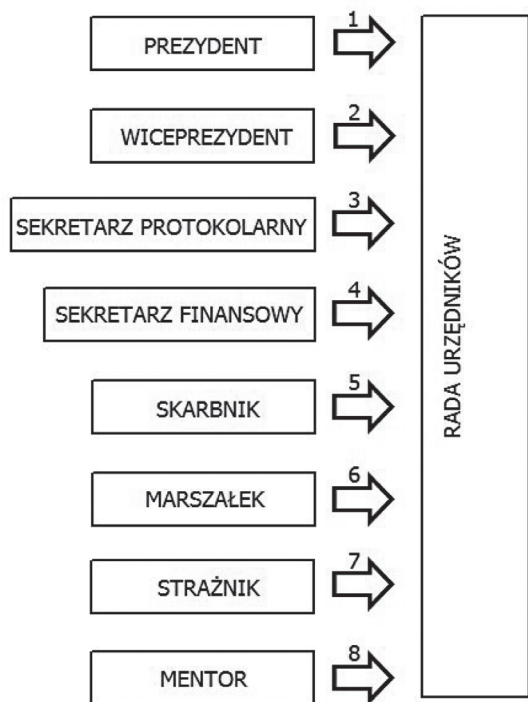 1
PREZYDENT
2
WICEPREZYDENT
3
SEKRETARZ PROTOKOLARNY
4
SEKRETARZ FINANSOWY
5
SKARBNIK
6
MARSZAŁEK
7
STRAŻNIK
8
MENTOR
RADA URZĘDNIKÓW